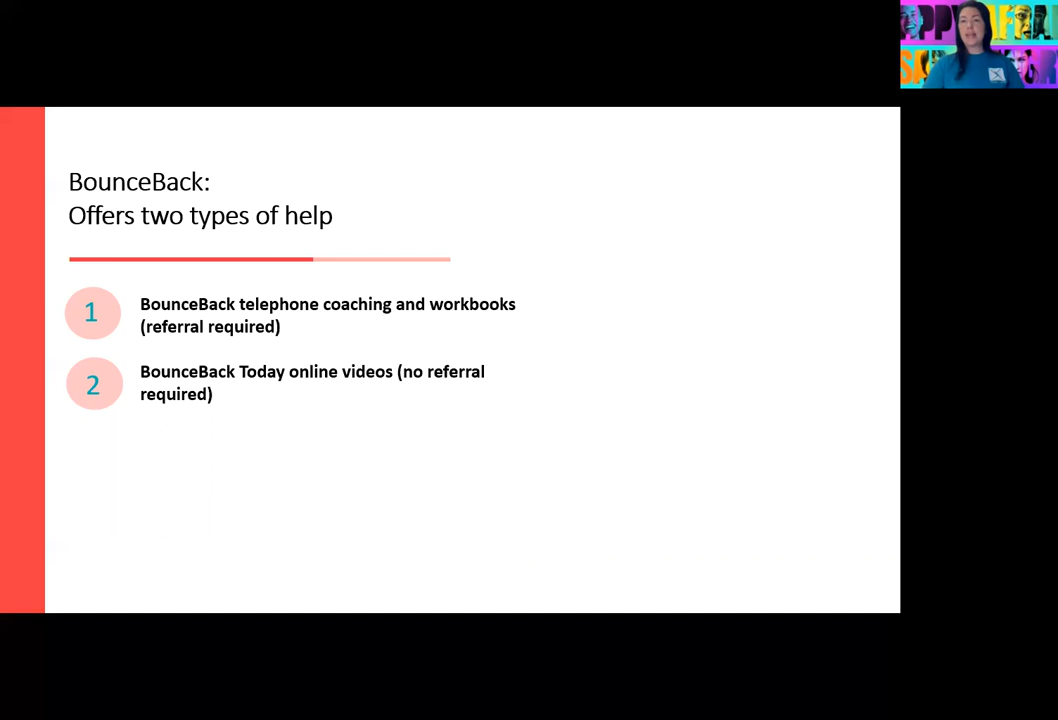 BounceBack:
Offers two types of help
1
BounceBack telephone coaching and workbooks
(referral required)
2
BounceBack Today online videos (no referral
required)